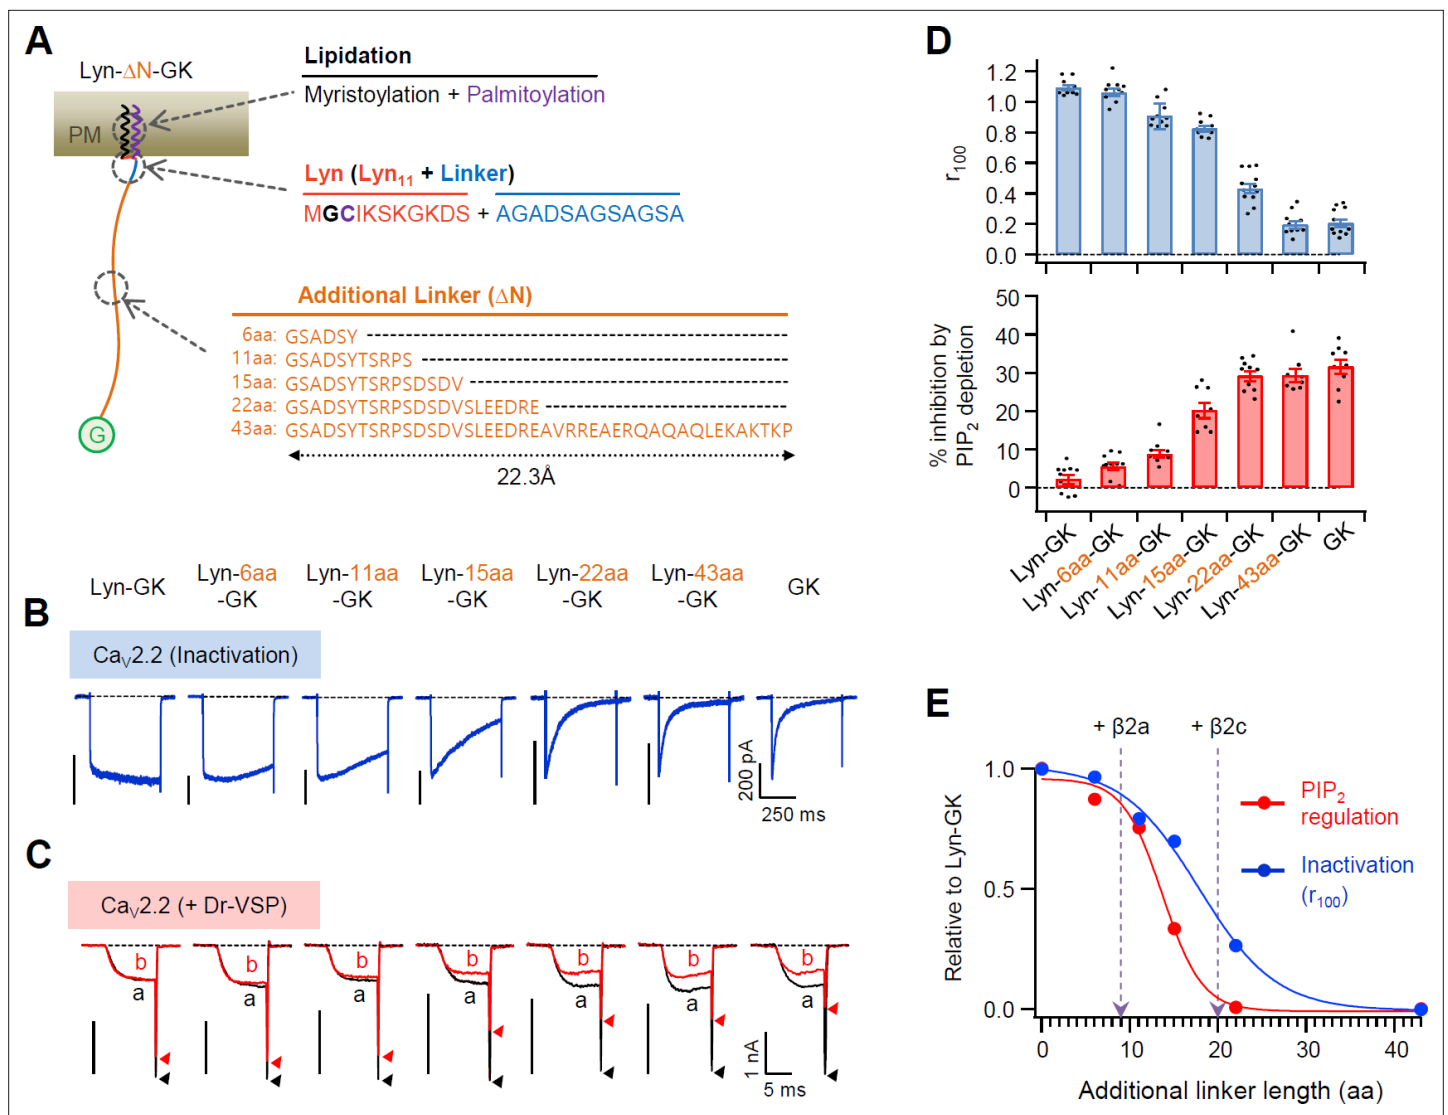 A
Lyn-ΔN-GK
PM
G
Lipidation
Myristoylation + Palmitoylation
Lyn (Lyn11 + Linker)
MGCIKSKGKDS + AGADSAGSAGSA
Additional Linker (ΔN)
6aa: GSADSY
11aa: GSADSYTSRPS
15aa: GSADSYTSRPSDSDV
22aa: GSADSYTSRPSDSDVSLEEDRE
43aa: GSADSYTSRPSDSDVSLEEDREAVRREAERQAQAQLEKAKTKP
22.3Å
Lyn-GK
Lyn-6aa
-GK
Lyn-11aa
-GK
Lyn-15aa
-GK
Lyn-22aa
-GK
Lyn-43aa
-GK
GK
B
CaV2.2 (Inactivation)
200 pA
250 ms
C
CaV2.2 (+ Dr-VSP)
b
a
b
a
b
a
b
a
b
a
b
a
b
a
1 nA
5 ms
D
r100
1.2
1.0
0.8
0.6
0.4
0.2
0.0
% inhibition by
PIP2 depletion
50
40
30
20
10
0
Lyn-GK
Lyn-6aa-GK
Lyn-11aa-GK
Lyn-15aa-GK
Lyn-22aa-GK
Lyn-43aa-GK
GK
E
+ β2a
+ β2c
Relative to Lyn-GK
1.0
0.5
0.0
PIP2
regulation
Inactivation
(r100)
0 10 20 30 40
Additional linker length (aa)